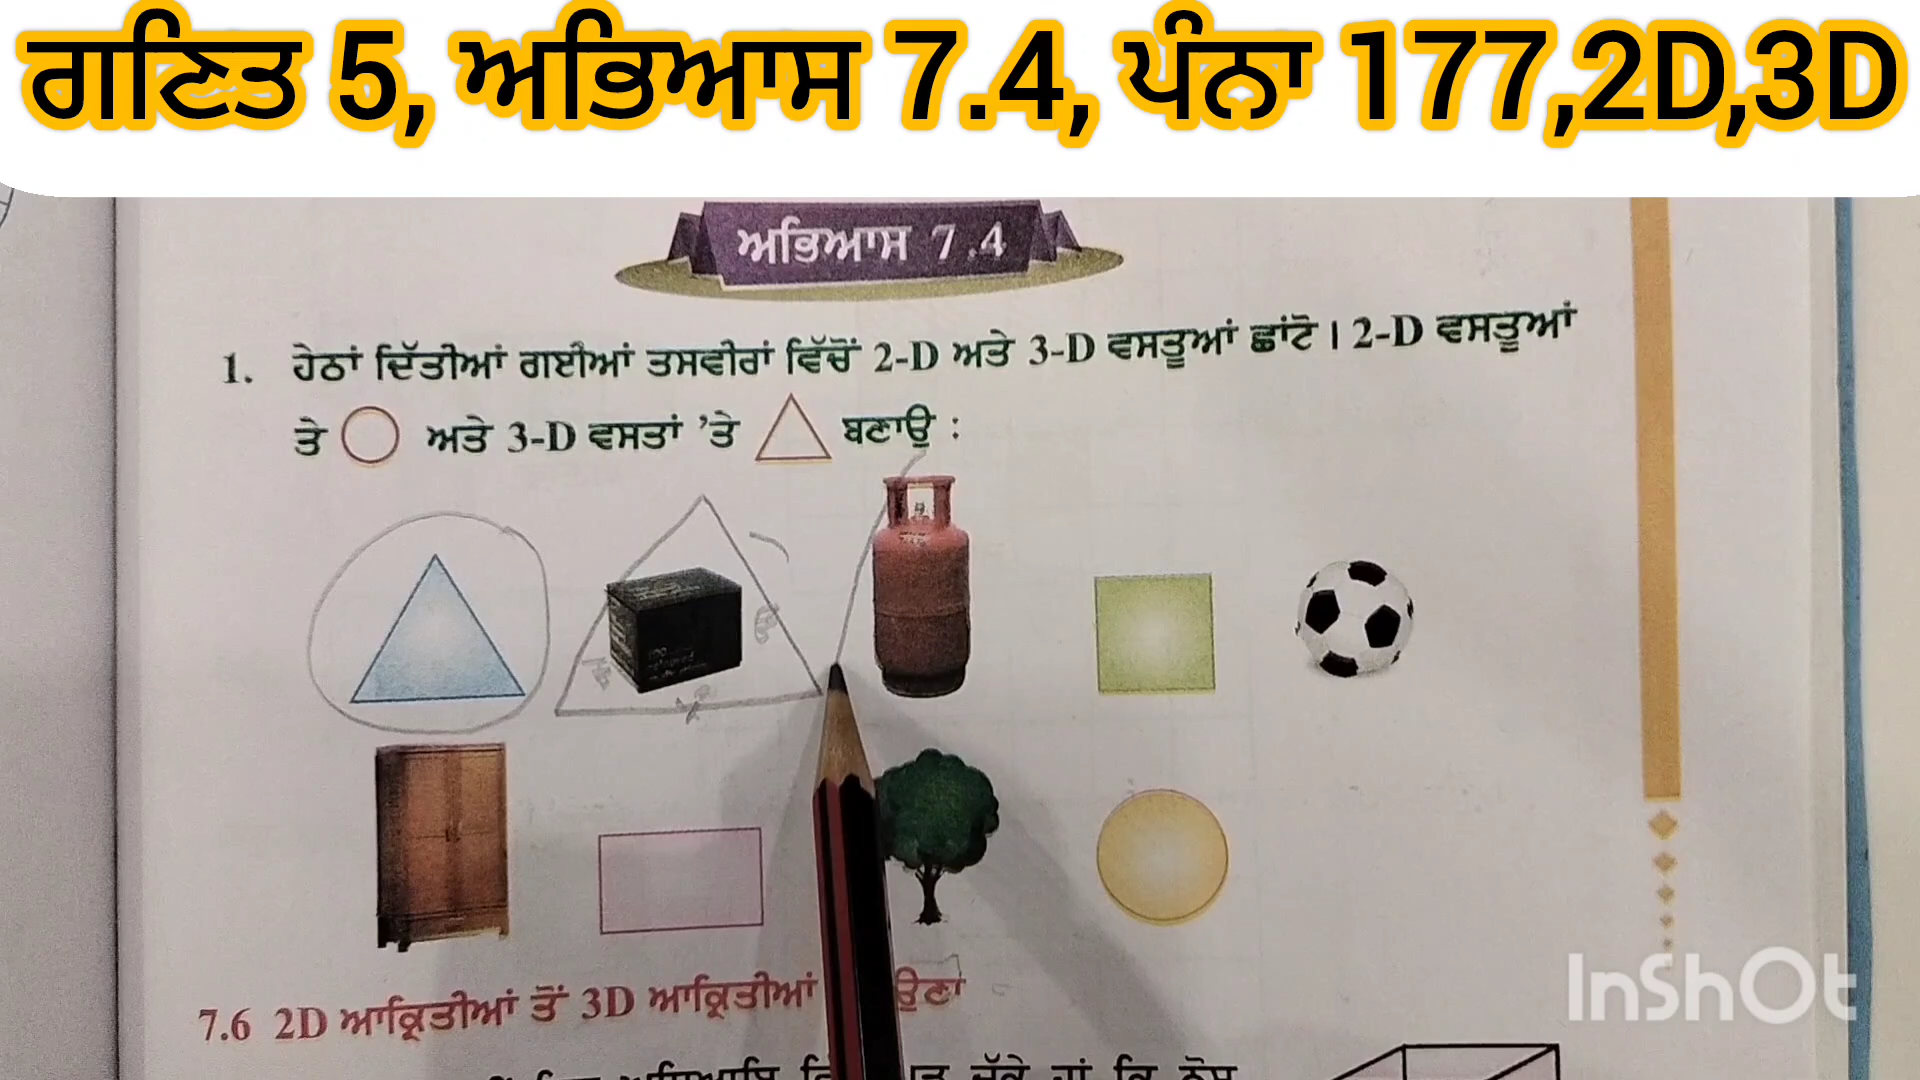 ਗਣਿਤ 5, ਅਭਿਆਸ 7.4, ਪੰਨਾ 177,2D,3D
ਅਭਿਆਸ 7.4
1. ਹੇਠਾਂ ਦਿੱਤੀਆਂ ਗਈਆਂ ਤਸਵੀਰਾਂ ਵਿੱਚੋਂ 2-D ਅਤੇ 3-D ਵਸਤੂਆਂ ਛਾਂਟੋ। 2-D ਵਸਤੂਆਂ
ਤੇ ਅਤੇ 3-D ਵਸਤਾਂ ’ਤੇ ਬਣਾਉ :
7.6 2D ਆਕ੍ਰਿਤੀਆਂ ਤੋਂ 3D ਆਕ੍ਰਿਤੀਆਂ
InShOt